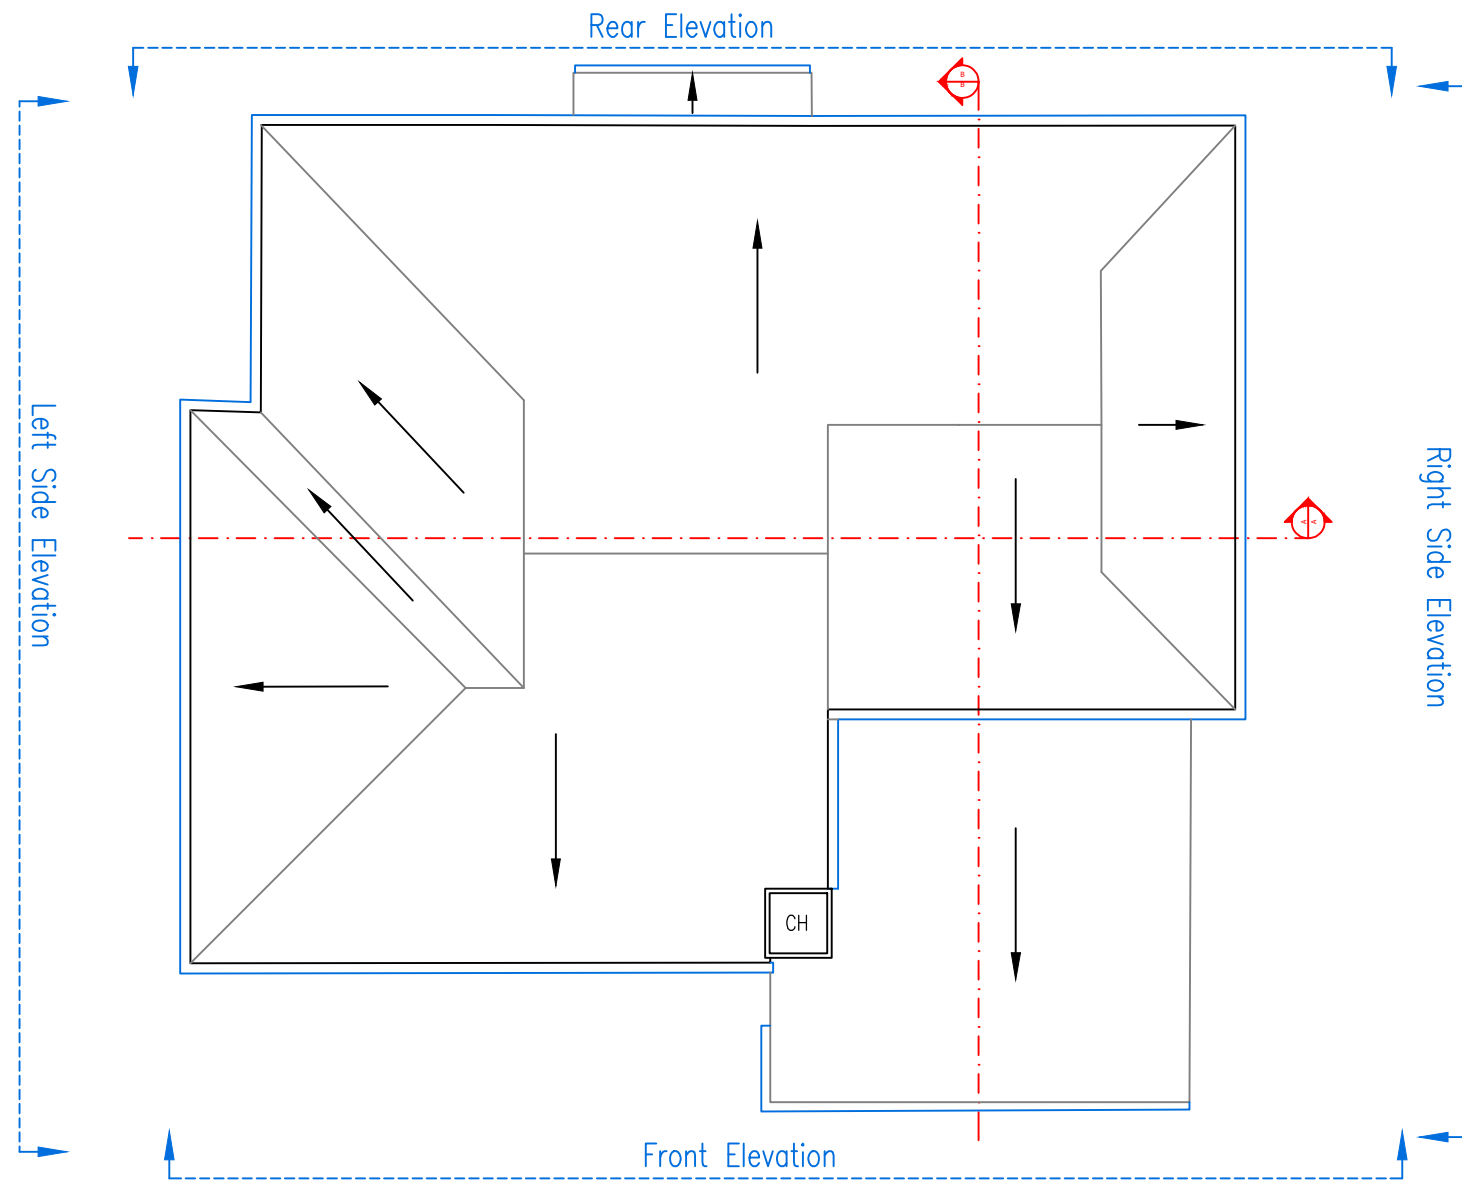 Rear Elevation
B
B
Left Side Elevation
Right Side Elevation
A A
CH
Front Elevation